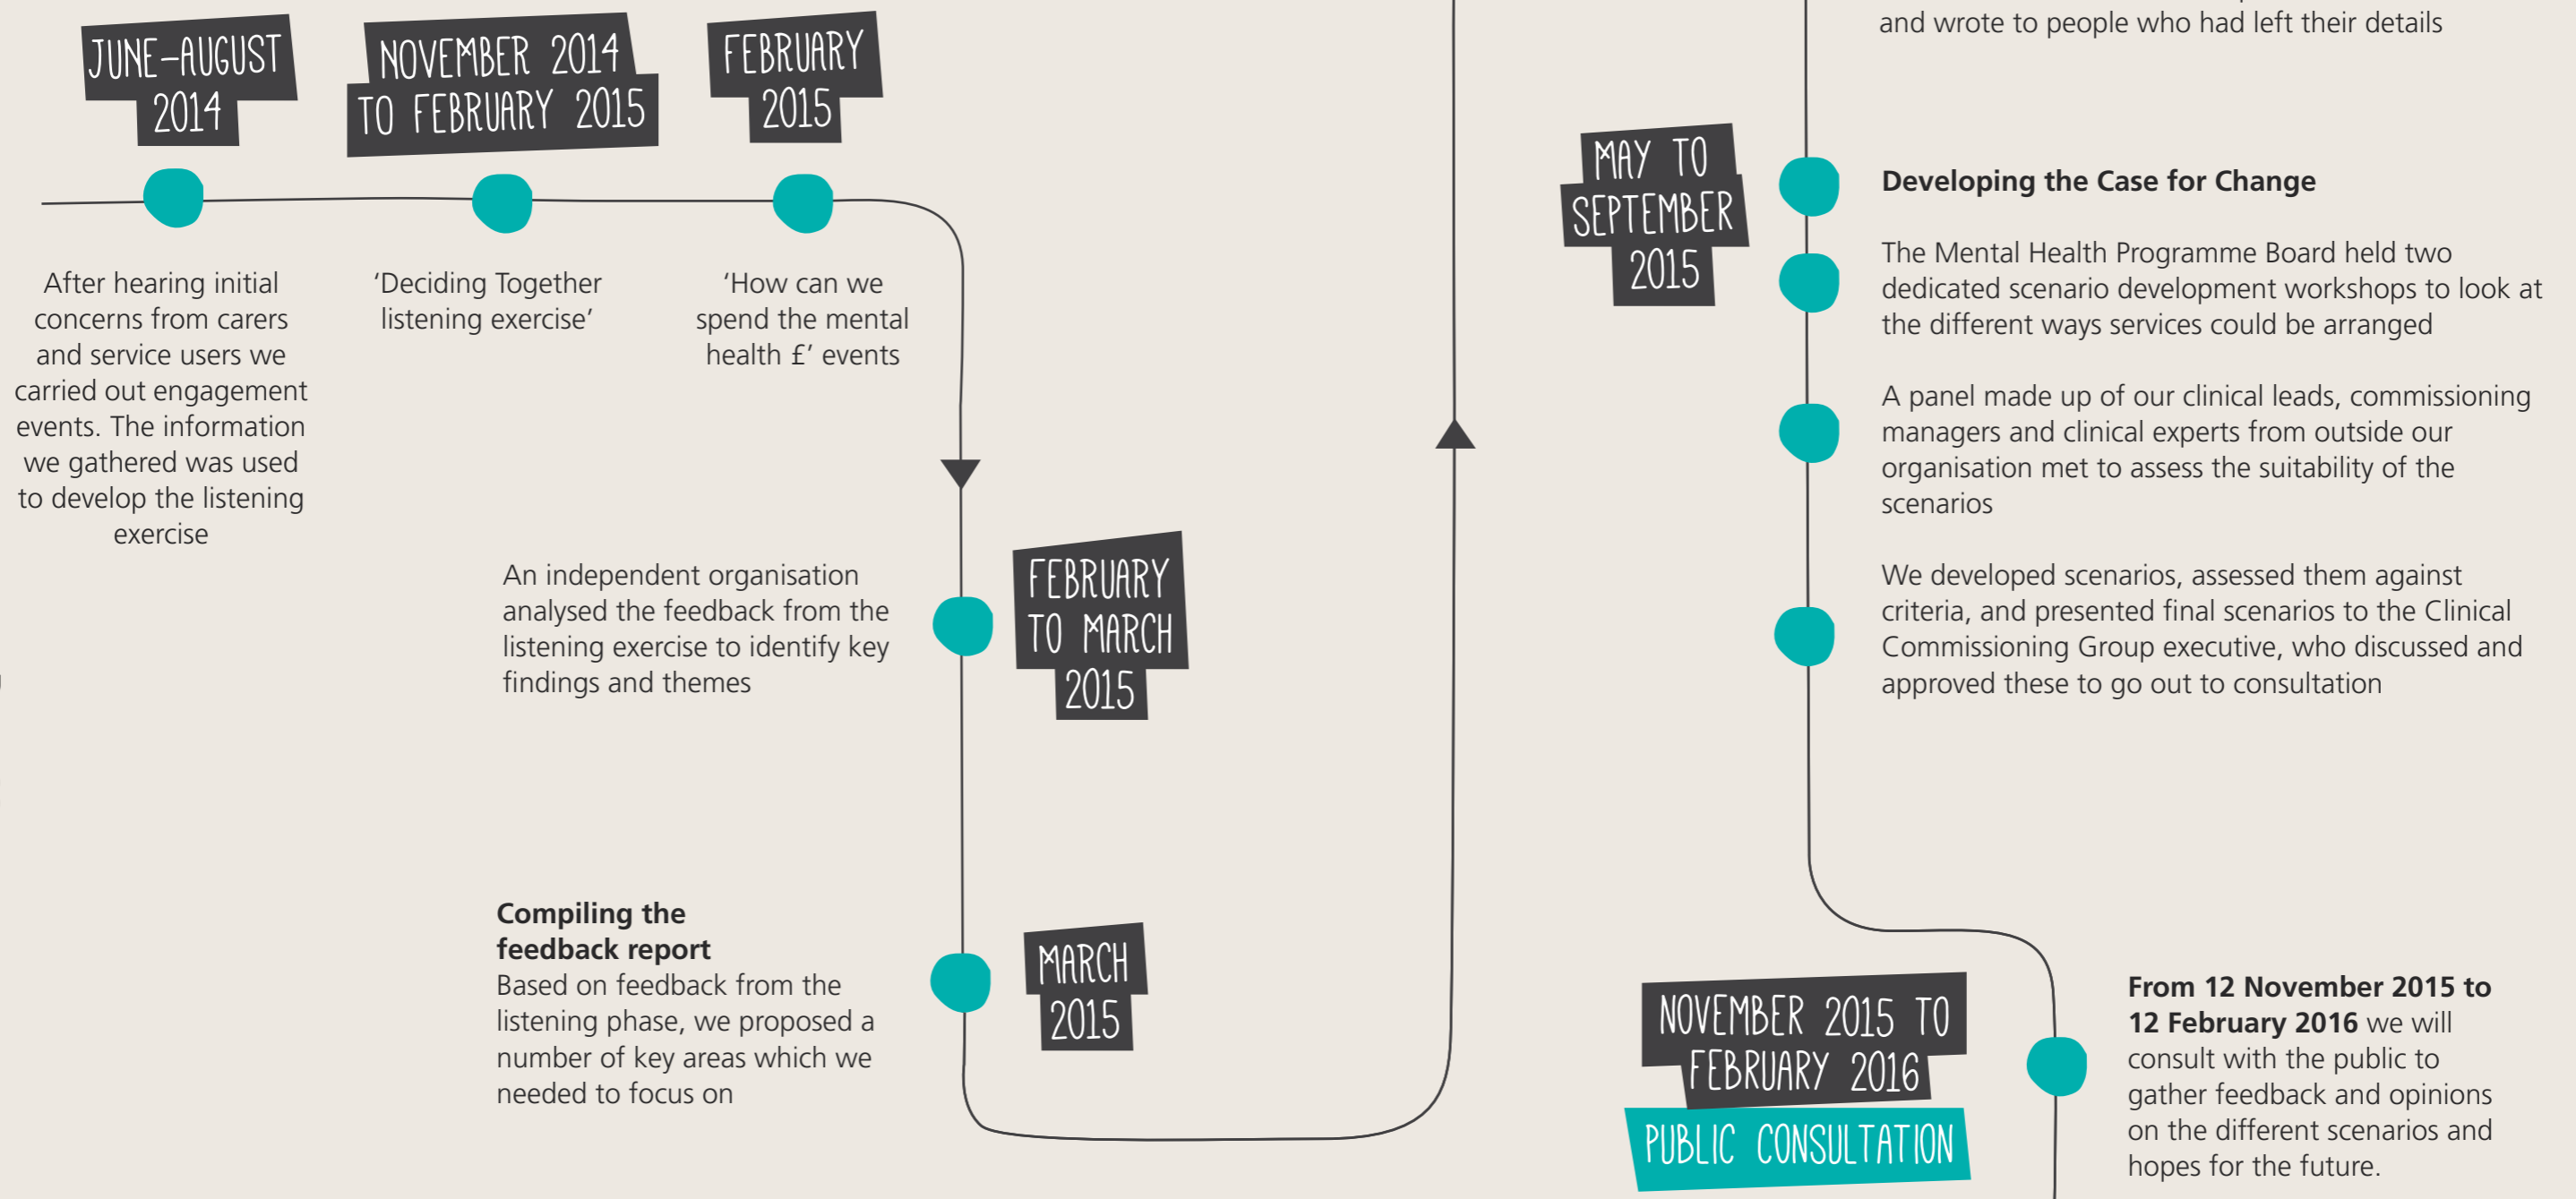 JUNE–AUGUST
2014
After hearing initial
concerns from carers
and service users we
carried out engagement
events. The information
we gathered was used
to develop the listening
exercise
NOVEMBER 2014
TO FEBRUARY 2015
‘Deciding Together
listening exercise’
FEBRUARY
2015
‘How can we
spend the mental
health £’ events
An independent organisation
analysed the feedback from the
listening exercise to identify key
findings and themes
FEBRUARY
TO MARCH
2015
Compiling the
feedback report
Based on feedback from the
listening phase, we proposed a
number of key areas which we
needed to focus on
MARCH
2015
and wrote to people who had left their details
MAY TO
SEPTEMBER
2015
Developing the Case for Change
The Mental Health Programme Board held two
dedicated scenario development workshops to look at
the different ways services could be arranged
A panel made up of our clinical leads, commissioning
managers and clinical experts from outside our
organisation met to assess the suitability of the
scenarios
We developed scenarios, assessed them against
criteria, and presented final scenarios to the Clinical
Commissioning Group executive, who discussed and
approved these to go out to consultation
NOVEMBER 2015 TO
FEBRUARY 2016
PUBLIC CONSULTATION
From 12 November 2015 to
12 February 2016 we will
consult with the public to
gather feedback and opinions
on the different scenarios and
hopes for the future.